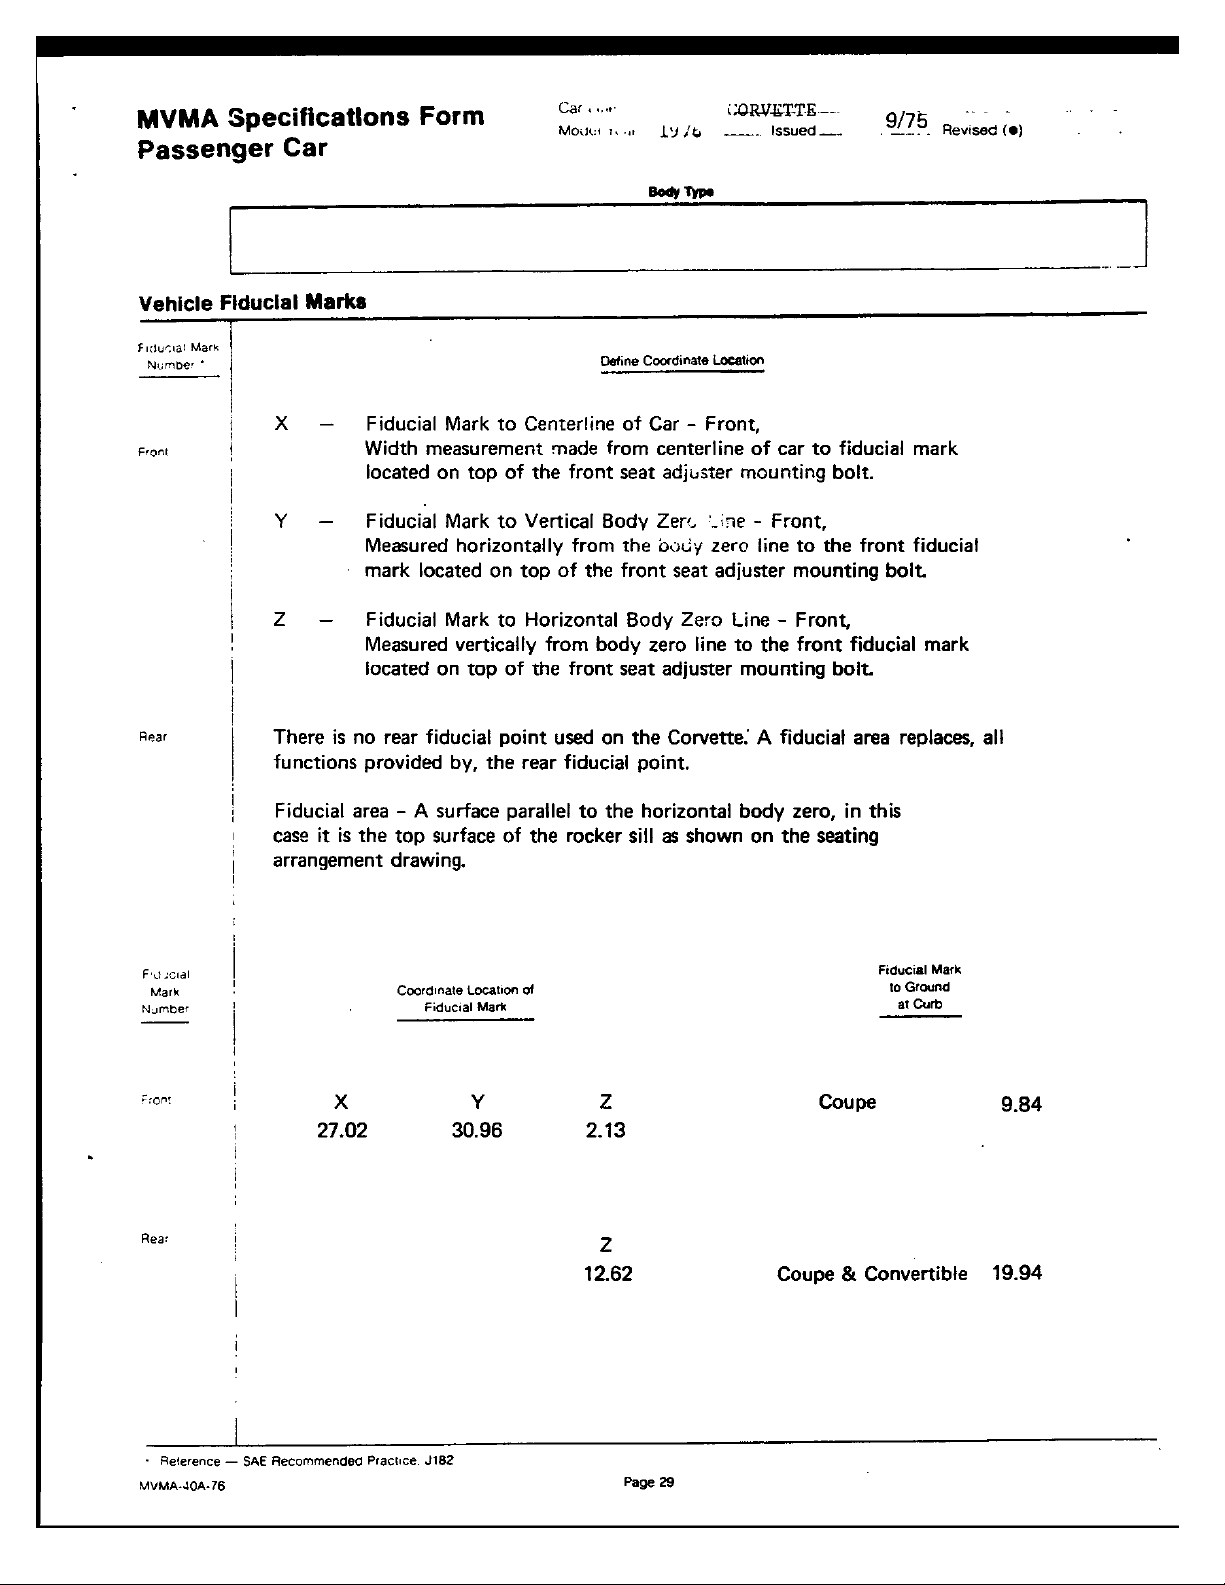 MVMA Specifications Form
Passenger Car
Car
CORVETTE
1976 Issued 9/75 Revised (•)
Body Type
Vehicle Fiducial Marks
Fiducial Mark
Number *
Define Coordinate Location
Front
X — Fiducial Mark to Centerline of Car - Front,
Width measurement made from centerline of car to fiducial mark
located on top of the front seat adjuster mounting bolt.
Y — Fiducial Mark to Vertical Body Zero Line - Front,
Measured horizontally from the body zero line to the front fiducial
mark located on top of the front seat adjuster mounting bolt.
Z — Fiducial Mark to Horizontal Body Zero Line - Front,
Measured vertically from body zero line to the front fiducial mark
located on top of the front seat adjuster mounting bolt.
Rear
There is no rear fiducial point used on the Corvette. A fiducial area replaces, all
functions provided by, the rear fiducial point.
Fiducial area - A surface parallel to the horizontal body zero, in this
case it is the top surface of the rocker sill as shown on the seating
arrangement drawing.
Fiducial
Mark
Number
Coordinate Location of
Fiducial Mark
Fiducial Mark
to Ground
at Curb
Front X Y Z Coupe 9.84
27.02 30.96 2.13
Rear Z
12.62 Coupe & Convertible 19.94
* Reference — SAE Recommended Practice. J182
MVMA-40A-76
Page 29